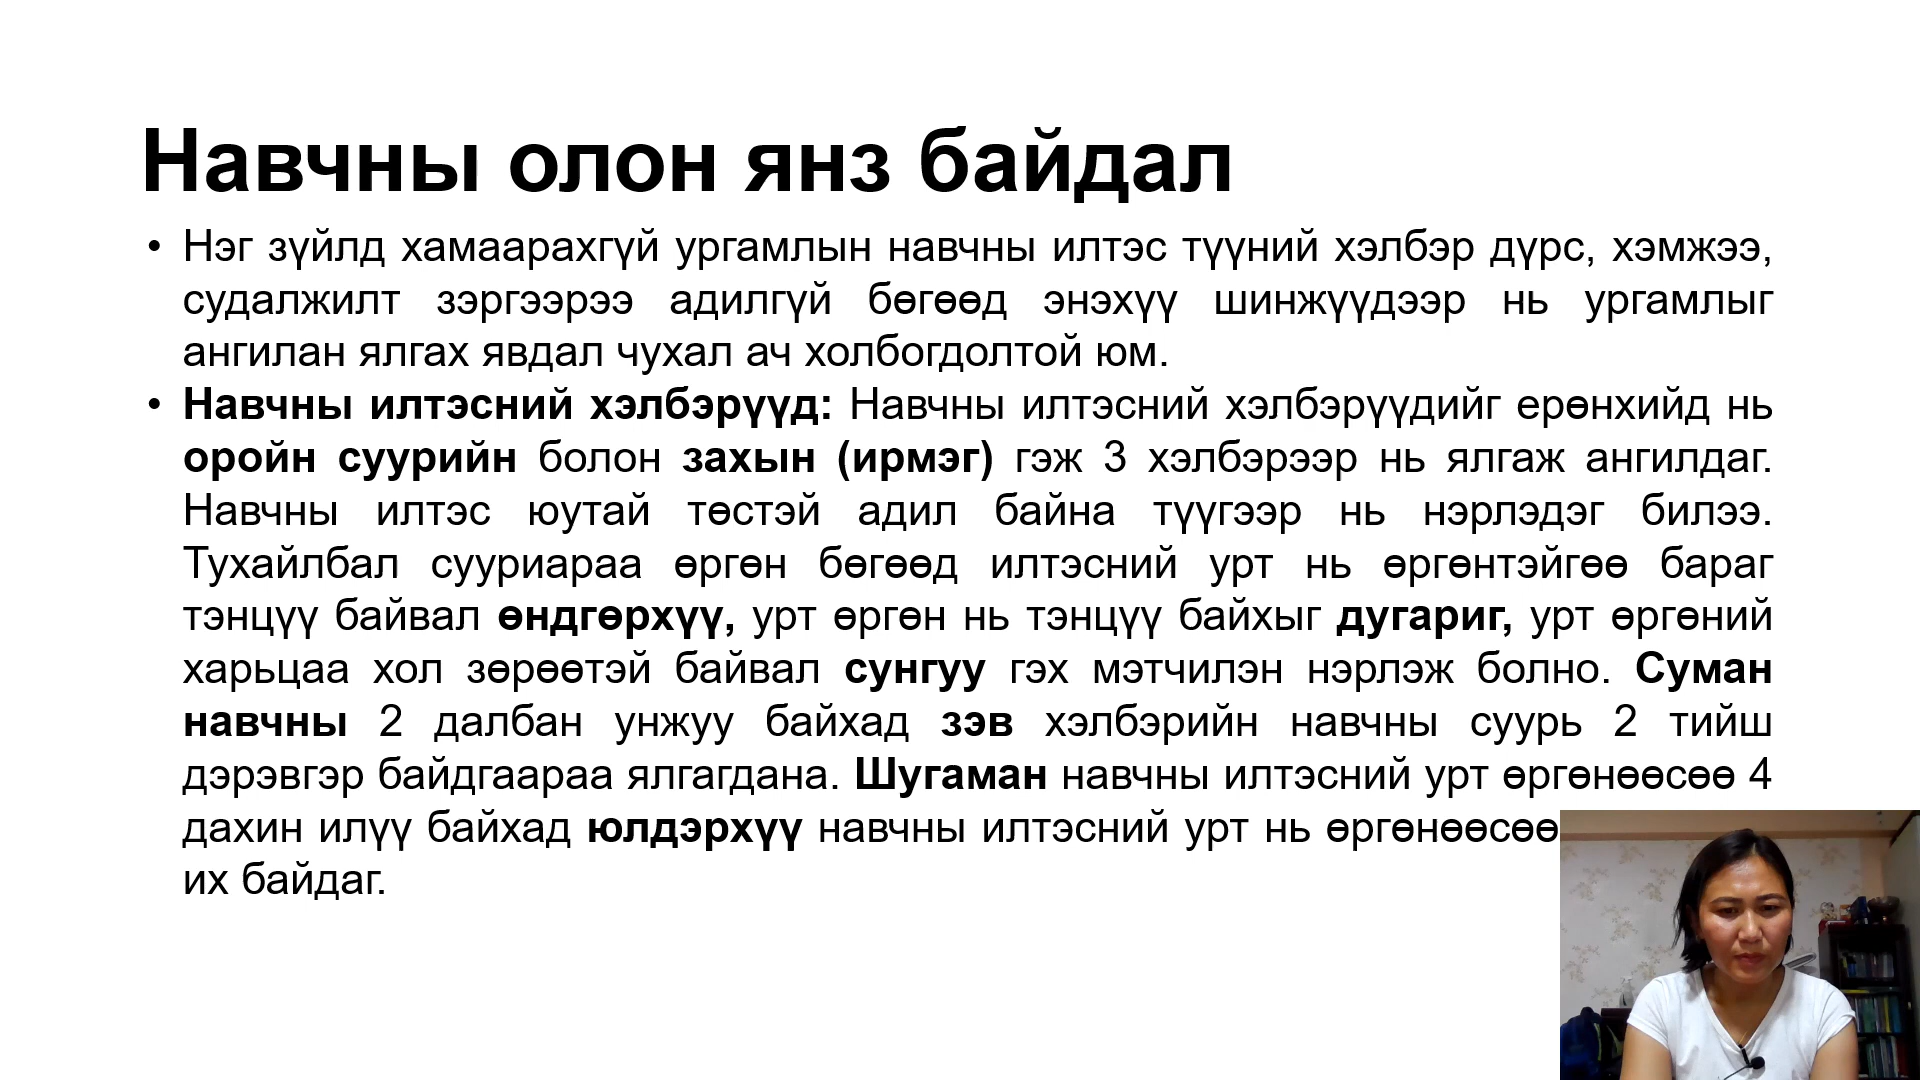 Навчны олон янз байдал
• Нэг зүйлд хамаарахгүй ургамлын навчны илтэс түүний хэлбэр дүрс, хэмжээ,
судалжилт зэргээрээ адилгүй бөгөөд энэхүү шинжүүдээр нь ургамлыг
ангилан ялгах явдал чухал ач холбогдолтой юм.
• Навчны илтэсний хэлбэрүүд: Навчны илтэсний хэлбэрүүдийг ерөнхийд нь
оройн суурийн болон захын (ирмэг) гэж 3 хэлбэрээр нь ялгаж ангилдаг.
Навчны илтэс юутай төстэй адил байна түүгээр нь нэрлэдэг билээ.
Тухайлбал сууриараа өргөн бөгөөд илтэсний урт нь өргөнтэйгөө бараг
тэнцүү байвал өндгөрхүү, урт өргөн нь тэнцүү байхыг дугариг, урт өргөний
харьцаа хол зөрөөтэй байвал сунгуу гэх мэтчилэн нэрлэж болно. Суман
навчны 2 далбан унжуу байхад зэв хэлбэрийн навчны суурь 2 тийш
дэрэвгэр байдгаараа ялгагдана. Шугаман навчны илтэсний урт өргөнөөсөө 4
дахин илүү байхад юлдэрхүү навчны илтэсний урт нь өргөнөөсөө
их байдаг.